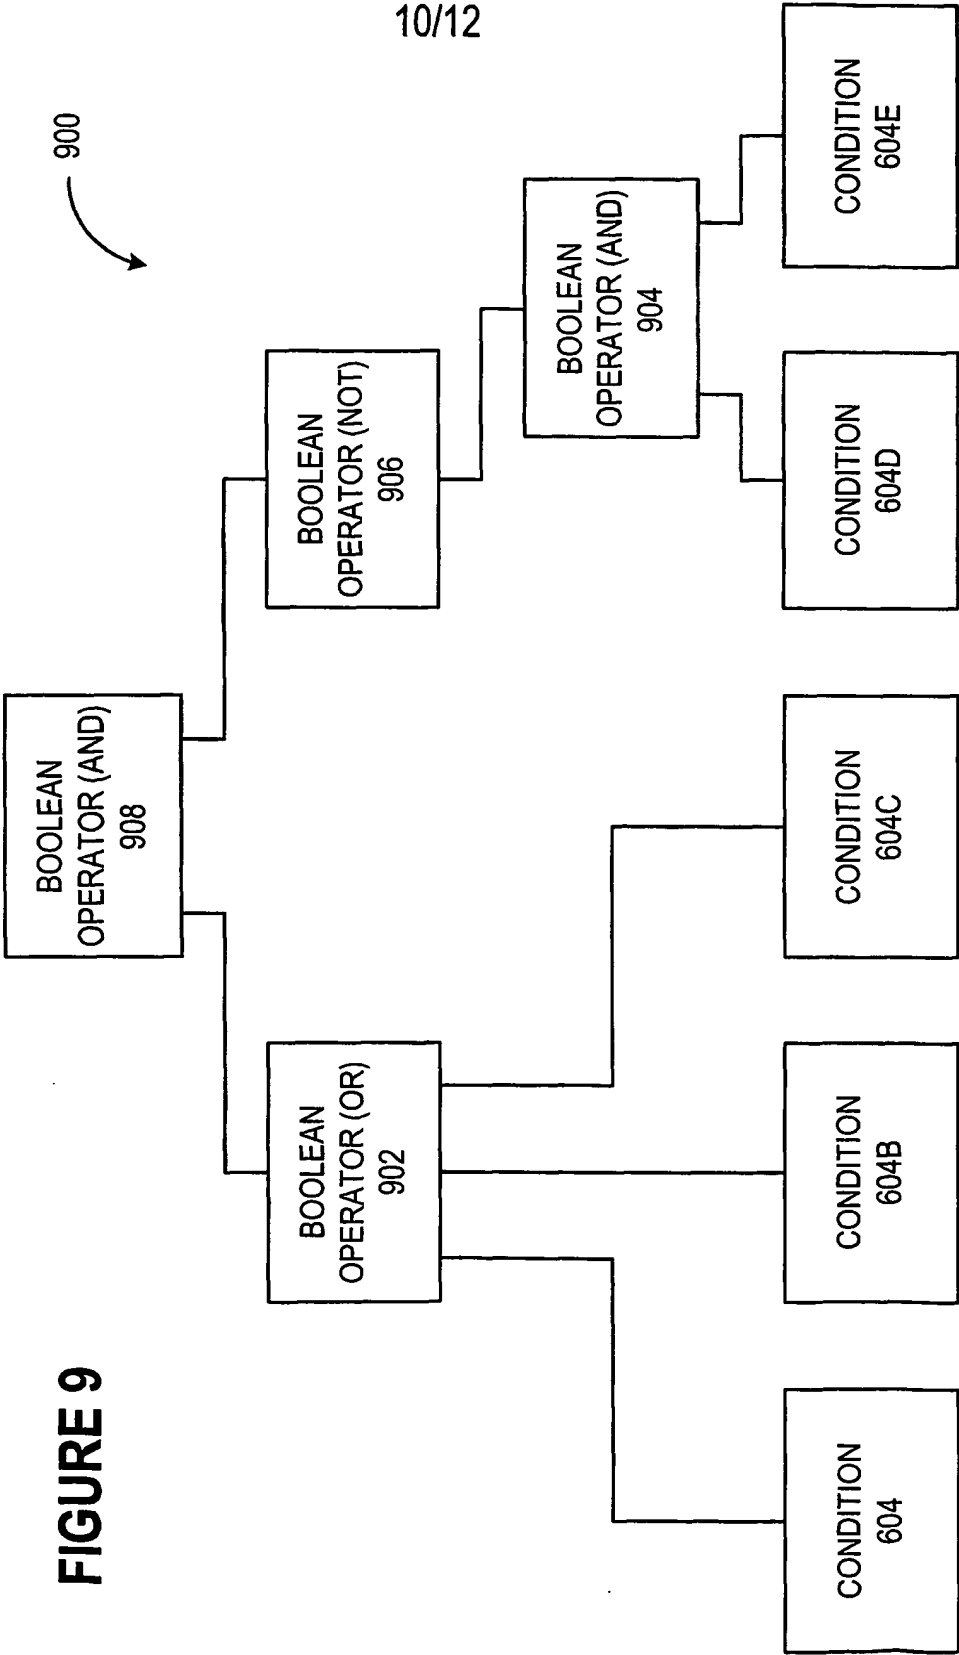 10/12
FIGURE 9
900
BOOLEAN
OPERATOR (AND)
908
BOOLEAN
OPERATOR (OR)
902
BOOLEAN
OPERATOR (NOT)
906
BOOLEAN
OPERATOR (AND)
904
CONDITION
604
CONDITION
604B
CONDITION
604C
CONDITION
604D
CONDITION
604E